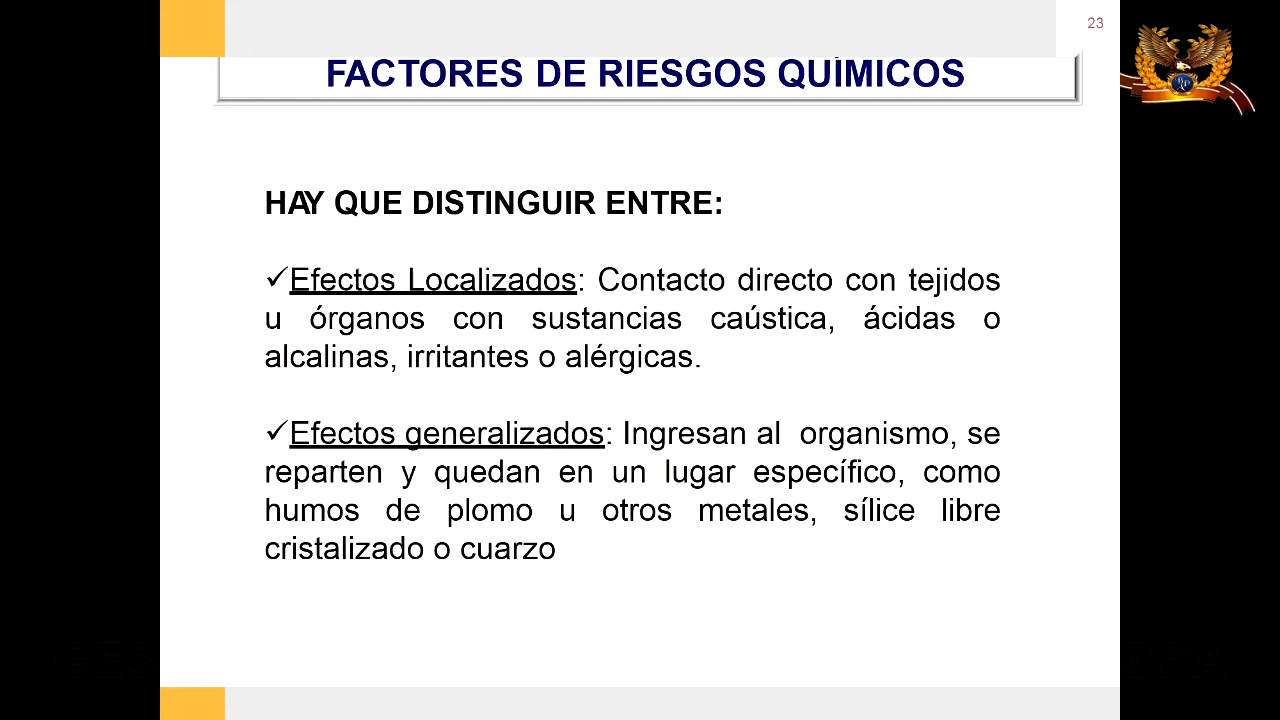 23
FACTORES DE RIESGOS QUÍMICOS
HAY QUE DISTINGUIR ENTRE:
✓Efectos Localizados: Contacto directo con tejidos
u órganos con sustancias caústica, ácidas o
alcalinas, irritantes o alérgicas.
✓Efectos generalizados: Ingresan al organismo, se
reparten y quedan en un lugar específico, como
humos de plomo u otros metales, sílice libre
cristalizado o cuarzo